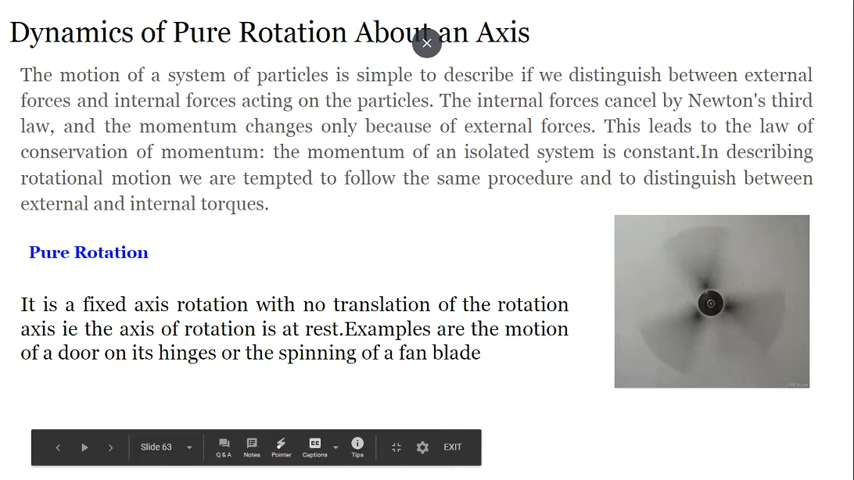 Dynamics of Pure Rotation About an Axis
The motion of a system of particles is simple to describe if we distinguish between external
forces and internal forces acting on the particles. The internal forces cancel by Newton's third
law, and the momentum changes only because of external forces. This leads to the law of
conservation of momentum: the momentum of an isolated system is constant.In describing
rotational motion we are tempted to follow the same procedure and to distinguish between
external and internal torques.
Pure Rotation
It is a fixed axis rotation with no translation of the rotation
axis ie the axis of rotation is at rest.Examples are the motion
of a door on its hinges or the spinning of a fan blade
Slide 63
Q & A Notes Pointer Captions Tips
EXIT